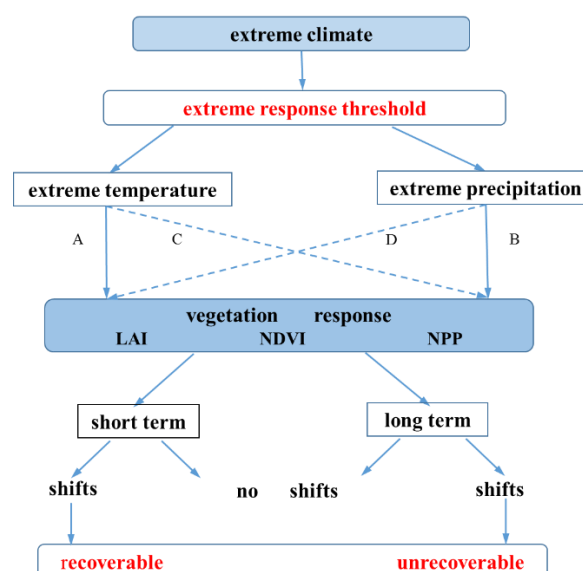 extreme climate
extreme response threshold
extreme temperature
extreme precipitation
A
C
D
B
vegetation response
LAI NDVI NPP
short term
long term
shifts
no shifts
shifts
recoverable
unrecoverable